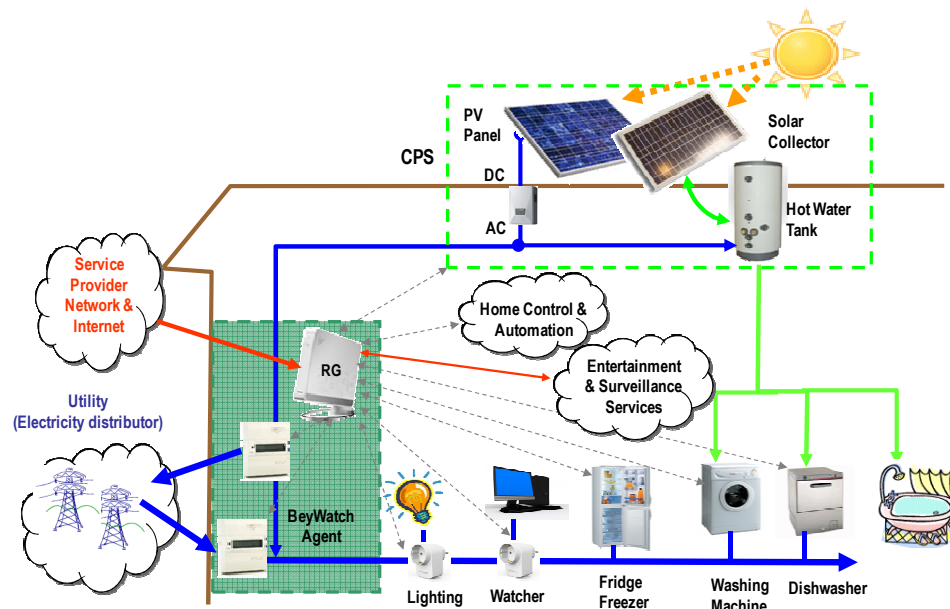 PV
Panel
Solar
Collector
CPS
DC
Hot Water
Tank
AC
Service
Provider
Network &
Internet
Home Control &
Automation
RG
Entertainment
& Surveillance
Services
Utility
(Electricity distributor)
BeyWatch
Agent
Lighting
Watcher
Fridge
Freezer
Washing
Machine
Dishwasher